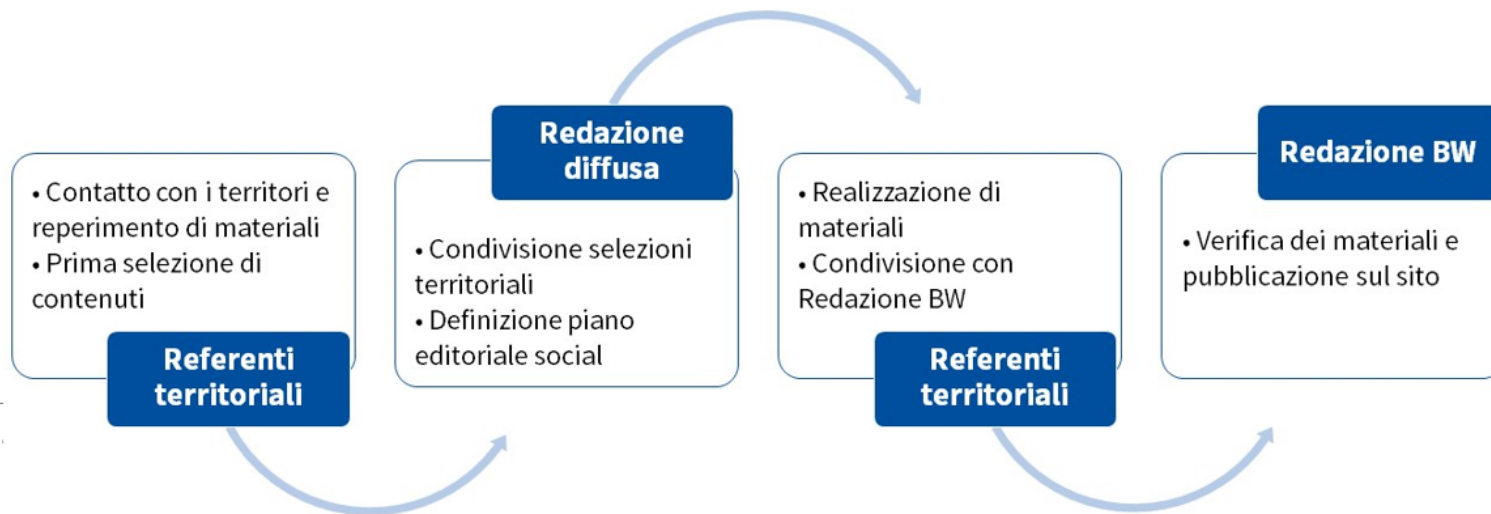 • Contatto con i territori e
reperimento di materiali
• Prima selezione di
contenuti
Referenti
territoriali
Redazione
diffusa
• Condivisione selezioni
territoriali
• Definizione piano
editoriale social
• Realizzazione di
materiali
• Condivisione con
Redazione BW
Referenti
territoriali
Redazione BW
• Verifica dei materiali e
pubblicazione sul sito